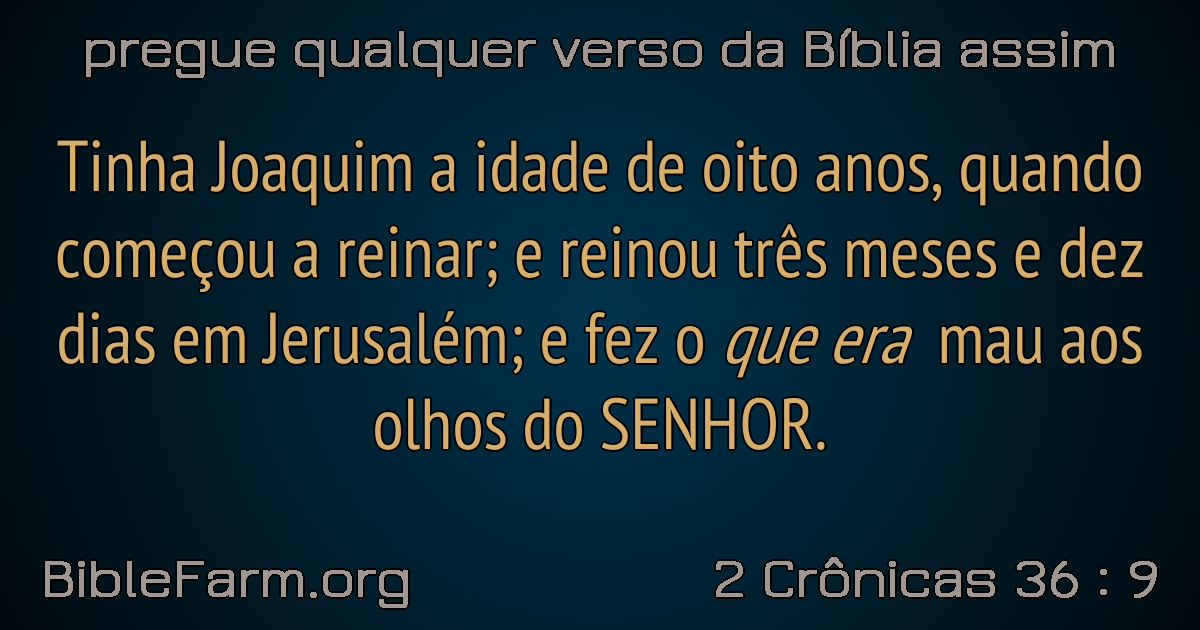 pregue qualquer verso da Bíblia assim
Tinha Joaquim a idade de oito anos, quando
começou a reinar; e reinou três meses e dez
dias em Jerusalém; e fez o que era mau aos
olhos do SENHOR.
BibleFarm.org
2 Crônicas 36 : 9